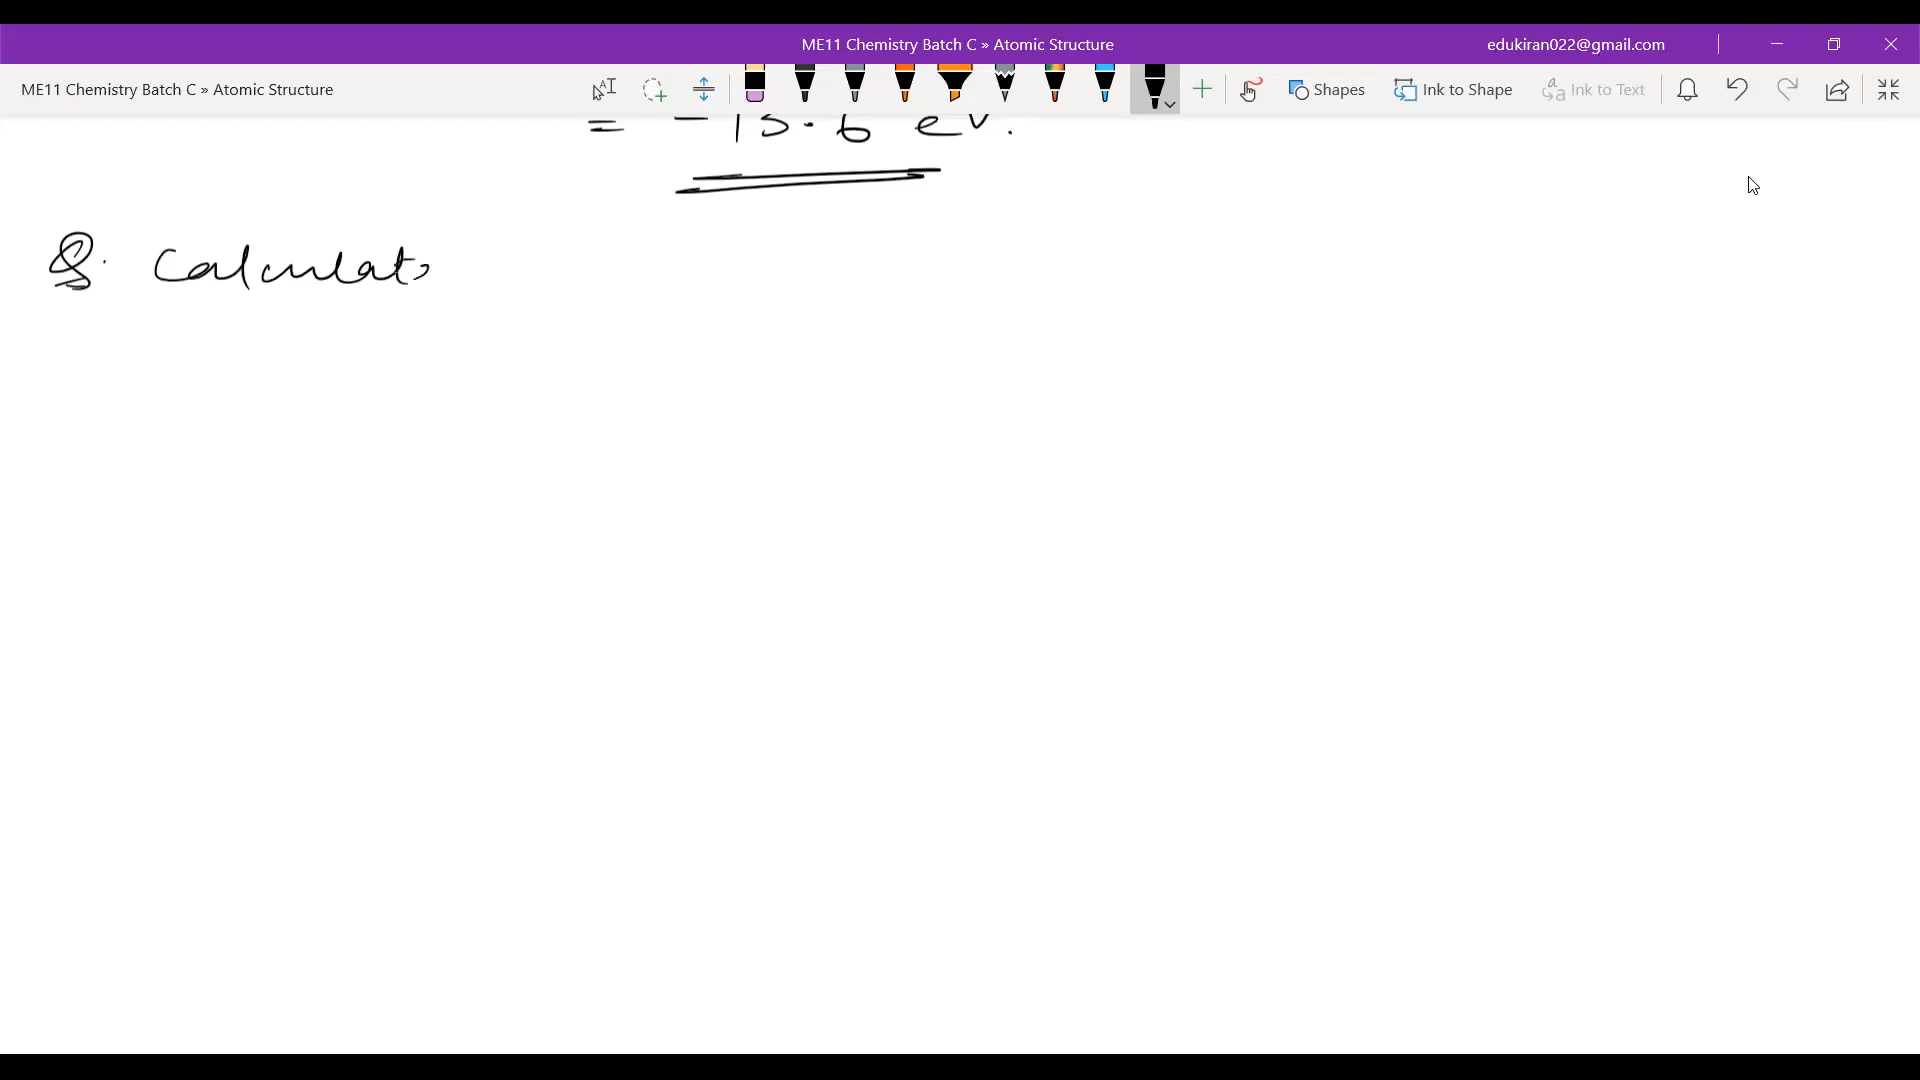 ME11 Chemistry Batch C » Atomic Structure
edukiran022@gmail.com
ME11 Chemistry Batch C » Atomic Structure
Shapes
Ink to Shape
Ink to Text
= -13.6 eV.
Q. Calculate